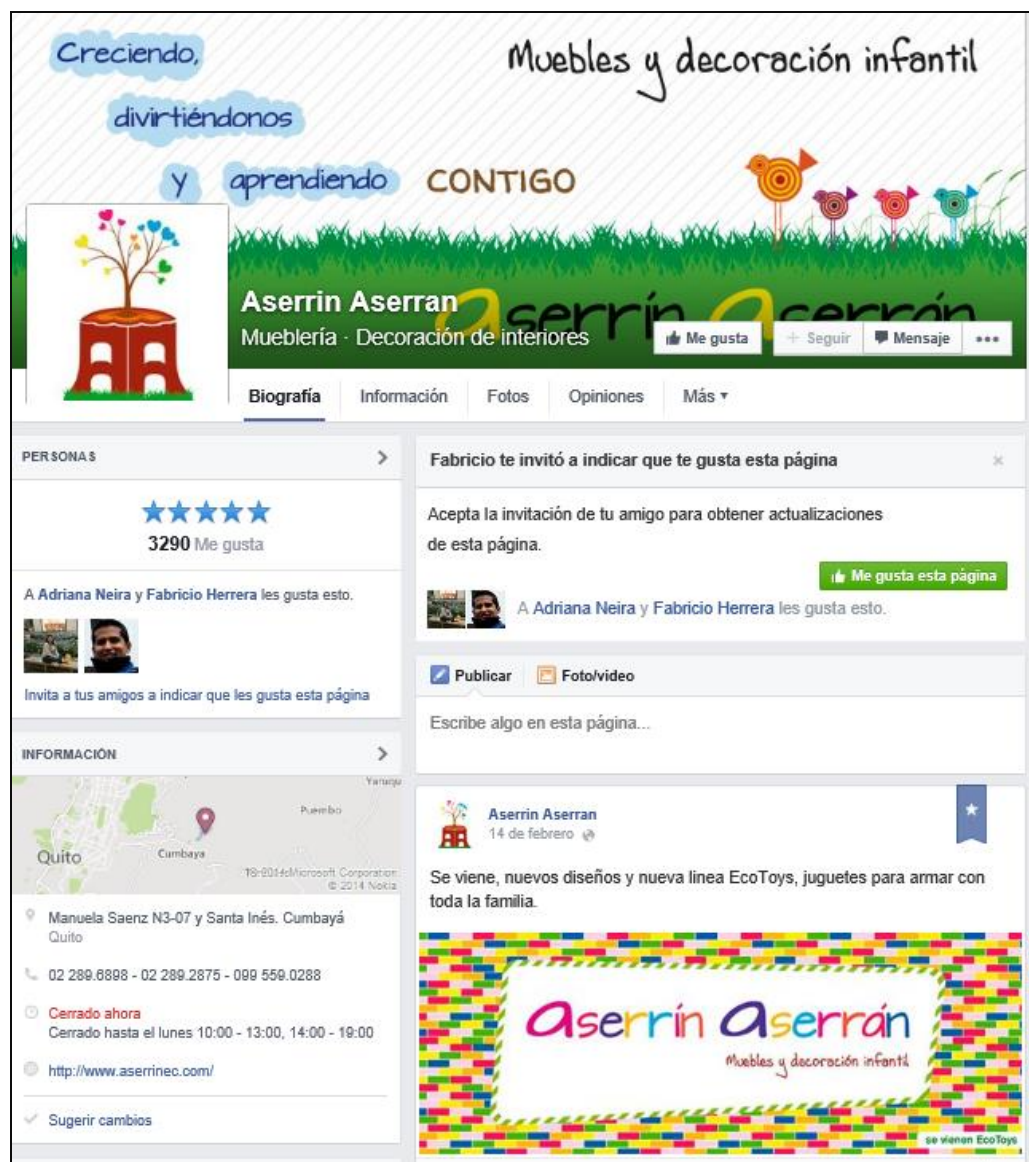 Creciendo,
divirtiéndonos
y aprendiendo CONTIGO
Muebles y decoración infantil
aserrín aserrán
Aserrin Aserran
Mueblería · Decoración de interiores
Me gusta
+ Seguir
Mensaje
Biografía
Información
Fotos
Opiniones
Más
PERSONAS
3290 Me gusta
A Adriana Neira y Fabricio Herrera les gusta esto.
Invita a tus amigos a indicar que les gusta esta página
INFORMACIÓN
Puembo
Quito
Cumbaya
Microsoft Corporation
© 2014 Nokia
Manuela Saenz N3-07 y Santa Inés. Cumbayá
Quito
02 289.6898 - 02 289.2875 - 099 559.0288
Cerrado ahora
Cerrado hasta el lunes 10:00 - 13:00, 14:00 - 19:00
http://www.aserrinec.com/
Sugerir cambios
Fabricio te invitó a indicar que te gusta esta página
Acepta la invitación de tu amigo para obtener actualizaciones
de esta página.
Me gusta esta página
A Adriana Neira y Fabricio Herrera les gusta esto.
Publicar
Foto/video
Escribe algo en esta página...
Aserrin Aserran
14 de febrero
Se viene, nuevos diseños y nueva linea EcoToys, juguetes para armar con
toda la familia.
aserrín aserrán
Muebles y decoración infantil
se vienen EcoToys